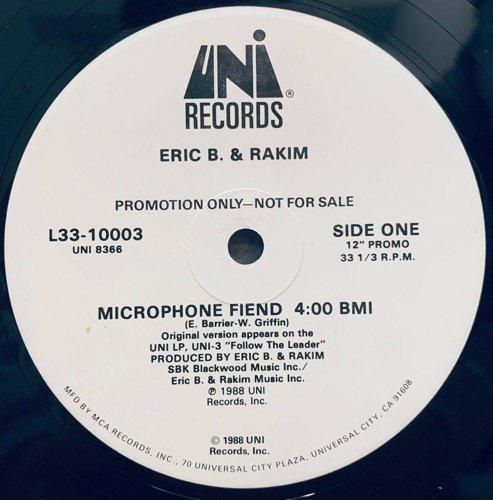 UNI
RECORDS®
ERIC B. & RAKIM
PROMOTION ONLY—NOT FOR SALE
L33-10003
UNI 8366
SIDE ONE
12" PROMO
33 1/3 R.P.M.
MICROPHONE FIEND 4:00 BMI
(E. Barrier-W. Griffin)
Original version appears on the
UNI LP, UNI-3 "Follow The Leader"
PRODUCED BY ERIC B. & RAKIM
SBK Blackwood Music Inc./
Eric B. & Rakim Music Inc.
℗ 1988 UNI
Records, Inc.
© 1988 UNI
Records, Inc.
MFD BY MCA RECORDS, INC., 70 UNIVERSAL CITY PLAZA, UNIVERSAL CITY, CA 91608